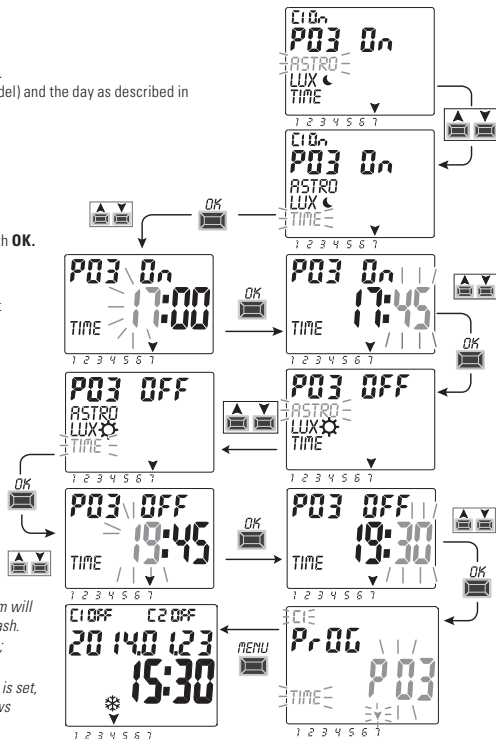 .
del) and the day as described in
th OK.
t
m will
ash.
;
is set,
ws
C1 On
P03 On
ASTRO
LUX
TIME
1 2 3 4 5 6 7
C1 On
P03 On
ASTRO
LUX
TIME
1 2 3 4 5 6 7
OK
P03 On
17:00
TIME
1 2 3 4 5 6 7
OK
P03 On
17:45
TIME
1 2 3 4 5 6 7
OK
P03 OFF
ASTRO
LUX
TIME
1 2 3 4 5 6 7
P03 OFF
ASTRO
LUX
TIME
1 2 3 4 5 6 7
OK
P03 OFF
19:45
TIME
1 2 3 4 5 6 7
OK
P03 OFF
19:30
TIME
1 2 3 4 5 6 7
OK
C1
PrOG
P03
TIME
1 2 3 4 5 6 7
MENU
C1 OFF C2 OFF
2014.01.23
15:30
1 2 3 4 5 6 7